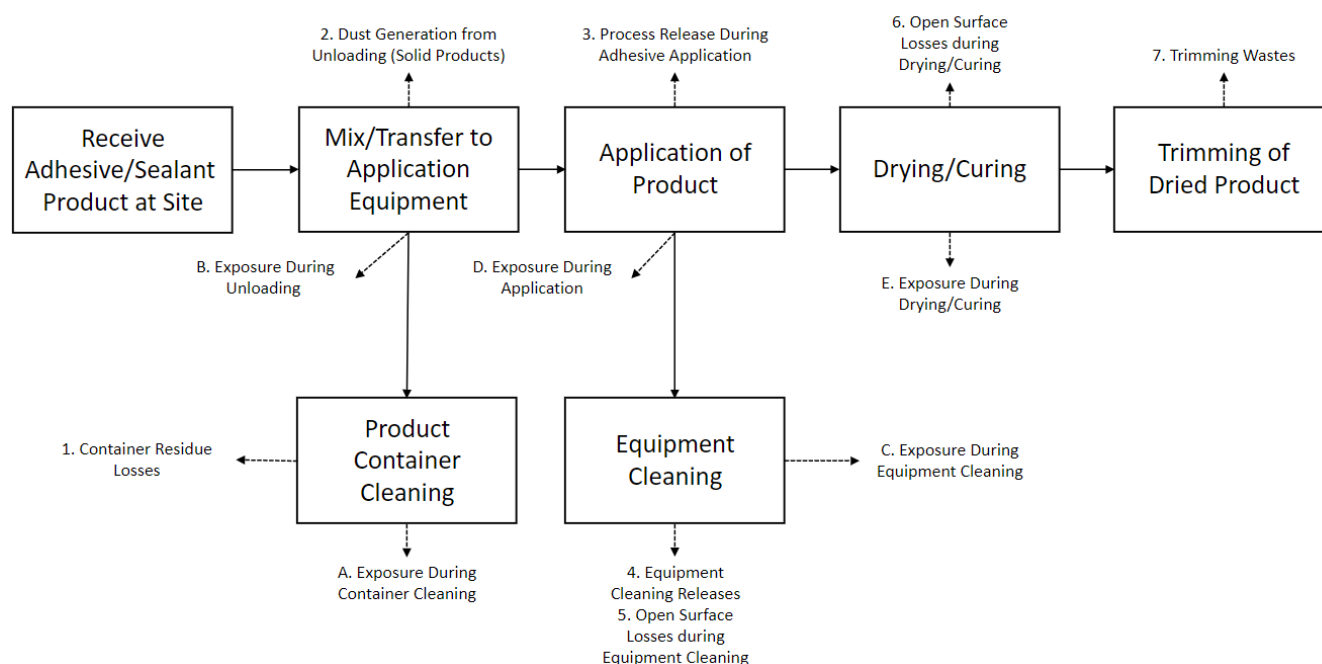 2. Dust Generation from
Unloading (Solid Products)
3. Process Release During
Adhesive Application
6. Open Surface
Losses during
Drying/Curing
7. Trimming Wastes
Receive
Adhesive/Sealant
Product at Site
Mix/Transfer to
Application
Equipment
Application of
Product
Drying/Curing
Trimming of
Dried Product
B. Exposure During
Unloading
D. Exposure During
Application
E. Exposure During
Drying/Curing
1. Container Residue
Losses
Product
Container
Cleaning
Equipment
Cleaning
C. Exposure During
Equipment Cleaning
A. Exposure During
Container Cleaning
4. Equipment
Cleaning Releases
5. Open Surface
Losses during
Equipment Cleaning